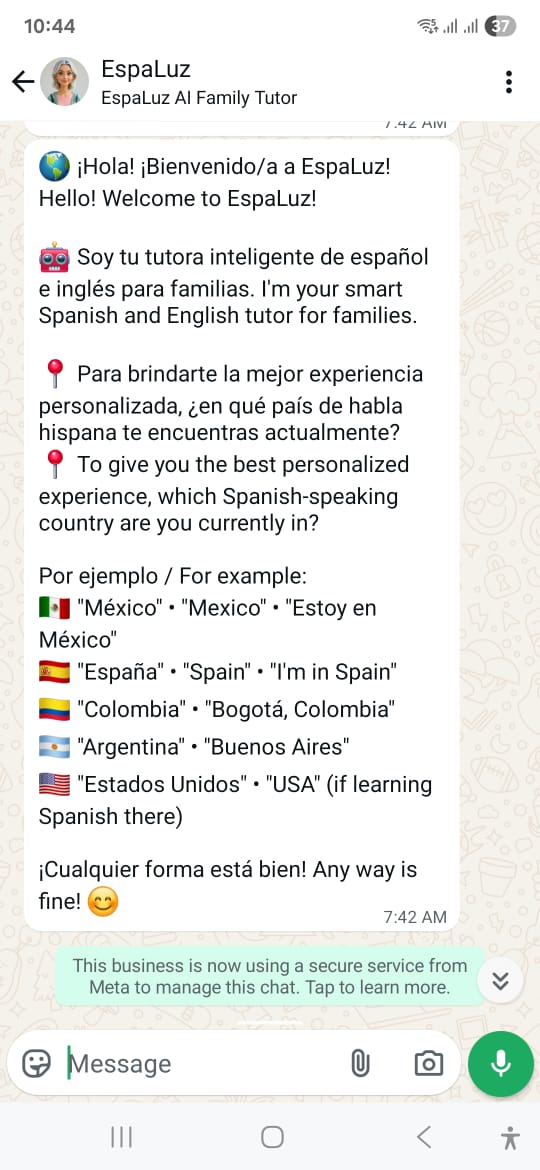 10:44
37
EspaLuz
EspaLuz AI Family Tutor
7:42 AM
🌎 ¡Hola! ¡Bienvenido/a a EspaLuz!
Hello! Welcome to EspaLuz!
🤖 Soy tu tutora inteligente de español
e inglés para familias. I'm your smart
Spanish and English tutor for families.
📍 Para brindarte la mejor experiencia
personalizada, ¿en qué país de habla
hispana te encuentras actualmente?
📍 To give you the best personalized
experience, which Spanish-speaking
country are you currently in?
Por ejemplo / For example:
🇲🇽 "México" • "Mexico" • "Estoy en
México"
🇪🇸 "España" • "Spain" • "I'm in Spain"
🇨🇴 "Colombia" • "Bogotá, Colombia"
🇦🇷 "Argentina" • "Buenos Aires"
🇺🇸 "Estados Unidos" • "USA" (if learning
Spanish there)
¡Cualquier forma está bien! Any way is
fine! 😊
7:42 AM
This business is now using a secure service from
Meta to manage this chat. Tap to learn more.
Message